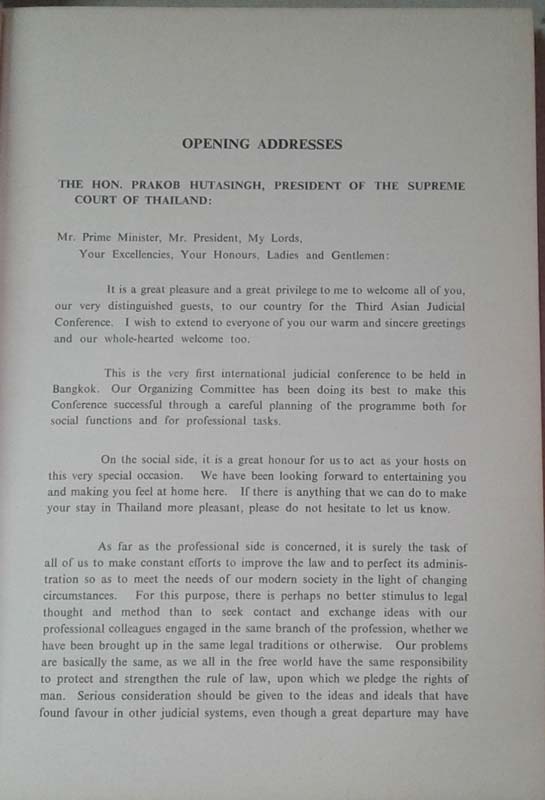 OPENING ADDRESSES
THE HON. PRAKOB HUTASINGH, PRESIDENT OF THE SUPREME
COURT OF THAILAND:
Mr. Prime Minister, Mr. President, My Lords,
Your Excellencies, Your Honours, Ladies and Gentlemen:
It is a great pleasure and a great privilege to me to welcome all of you,
our very distinguished guests, to our country for the Third Asian Judicial
Conference. I wish to extend to everyone of you our warm and sincere greetings
and our whole-hearted welcome too.
This is the very first international judicial conference to be held in
Bangkok. Our Organizing Committee has been doing its best to make this
Conference successful through a careful planning of the programme both for
social functions and for professional tasks.
On the social side, it is a great honour for us to act as your hosts on
this very special occasion. We have been looking forward to entertaining you
and making you feel at home here. If there is anything that we can do to make
your stay in Thailand more pleasant, please do not hesitate to let us know.
As far as the professional side is concerned, it is surely the task of
all of us to make constant efforts to improve the law and to perfect its adminis-
tration so as to meet the needs of our modern society in the light of changing
circumstances. For this purpose, there is perhaps no better stimulus to legal
thought and method than to seek contact and exchange ideas with our
professional colleagues engaged in the same branch of the profession, whether we
have been brought up in the same legal traditions or otherwise. Our problems
are basically the same, as we all in the free world have the same responsibility
to protect and strengthen the rule of law, upon which we pledge the rights of
man. Serious consideration should be given to the ideas and ideals that have
found favour in other judicial systems, even though a great departure may have